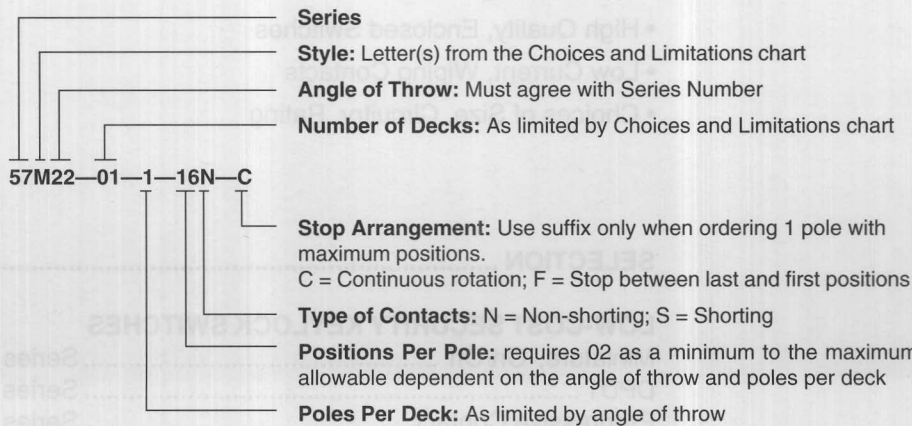 Series
Style: Letter(s) from the Choices and Limitations chart
Angle of Throw: Must agree with Series Number
Number of Decks: As limited by Choices and Limitations chart
57M22—01—1—16N—C
Stop Arrangement: Use suffix only when ordering 1 pole with
maximum positions.
C = Continuous rotation; F = Stop between last and first positions
Type of Contacts: N = Non-shorting; S = Shorting
Positions Per Pole: requires 02 as a minimum to the maximum
allowable dependent on the angle of throw and poles per deck
Poles Per Deck: As limited by angle of throw